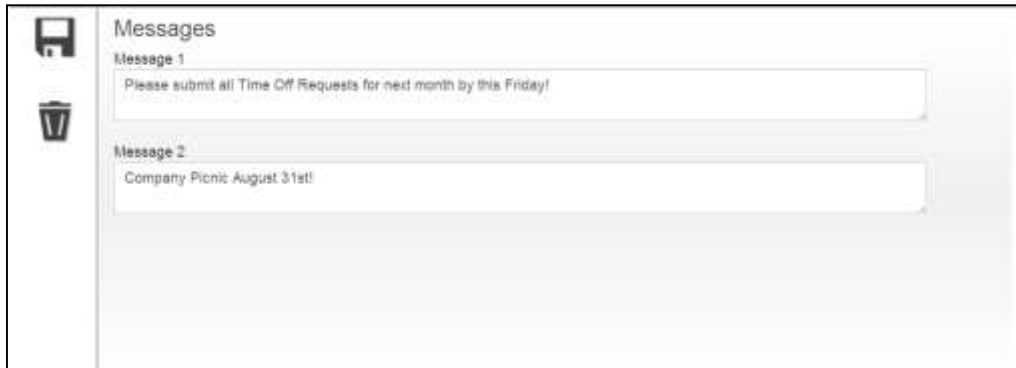 Messages
Message 1
Please submit all Time Off Requests for next month by this Friday!
Message 2
Company Picnic August 31st!